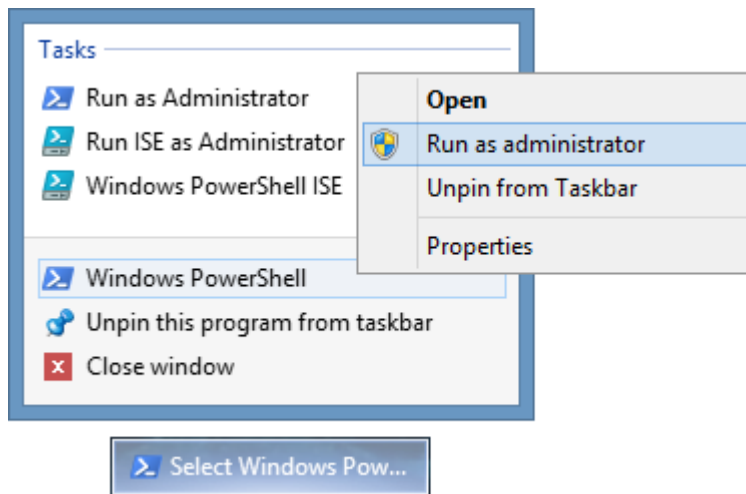 Tasks
Run as Administrator
Run ISE as Administrator
Windows PowerShell ISE
Open
Run as administrator
Unpin from Taskbar
Properties
Windows PowerShell
Unpin this program from taskbar
Close window
Select Windows Pow...